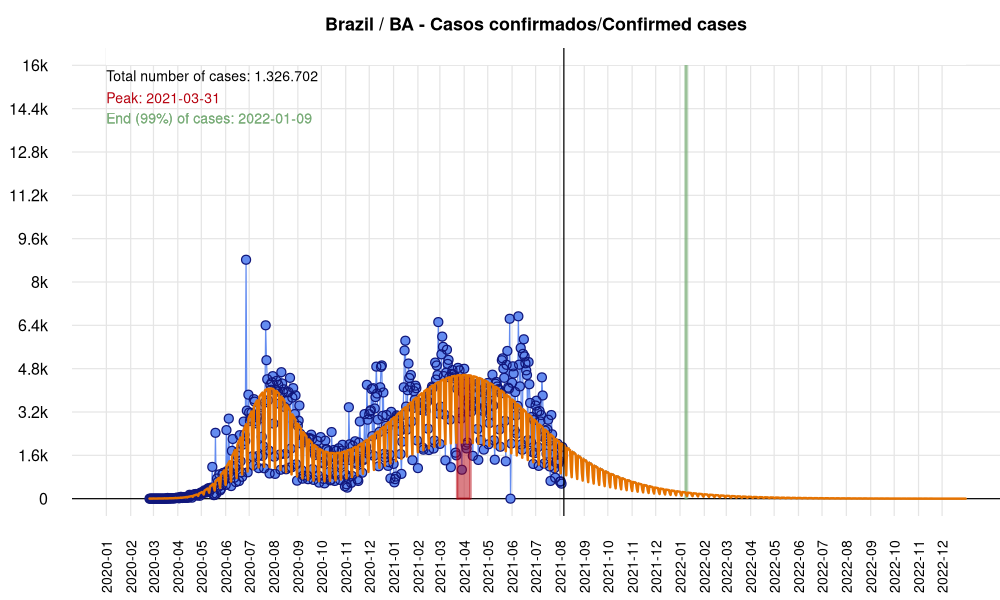 Brazil / BA - Casos confirmados/Confirmed cases
Total number of cases: 1.326.702
Peak: 2021-03-31
End (99%) of cases: 2022-01-09
16k
14.4k
12.8k
11.2k
9.6k
8k
6.4k
4.8k
3.2k
1.6k
0
2020-01
2020-02
2020-03
2020-04
2020-05
2020-06
2020-07
2020-08
2020-09
2020-10
2020-11
2020-12
2021-01
2021-02
2021-03
2021-04
2021-05
2021-06
2021-07
2021-08
2021-09
2021-10
2021-11
2021-12
2022-01
2022-02
2022-03
2022-04
2022-05
2022-06
2022-07
2022-08
2022-09
2022-10
2022-11
2022-12